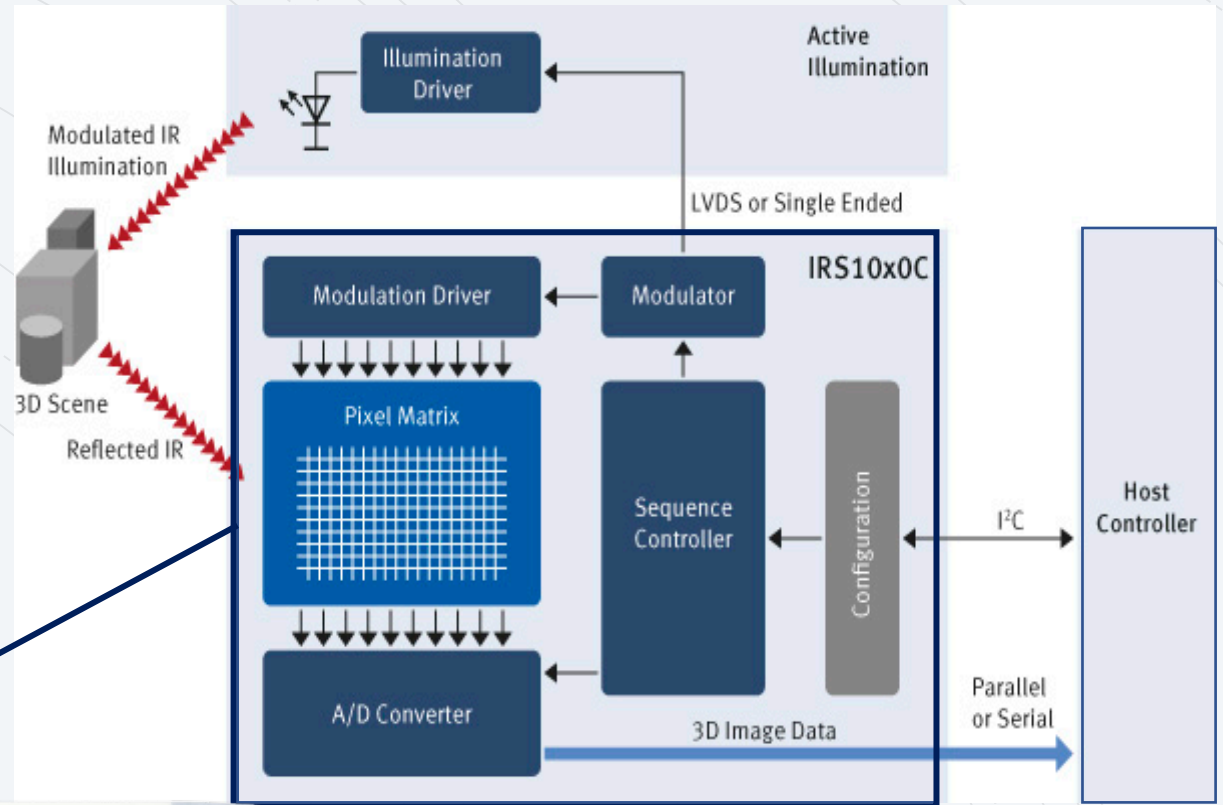 Illumination
Driver
Active
Illumination
Modulated IR
Illumination
LVDS or Single Ended
IRS10x0C
Modulation Driver
Modulator
3D Scene
Pixel Matrix
Reflected IR
Sequence
Controller
Configuration
I²C
Host
Controller
A/D Converter
3D Image Data
Parallel
or Serial